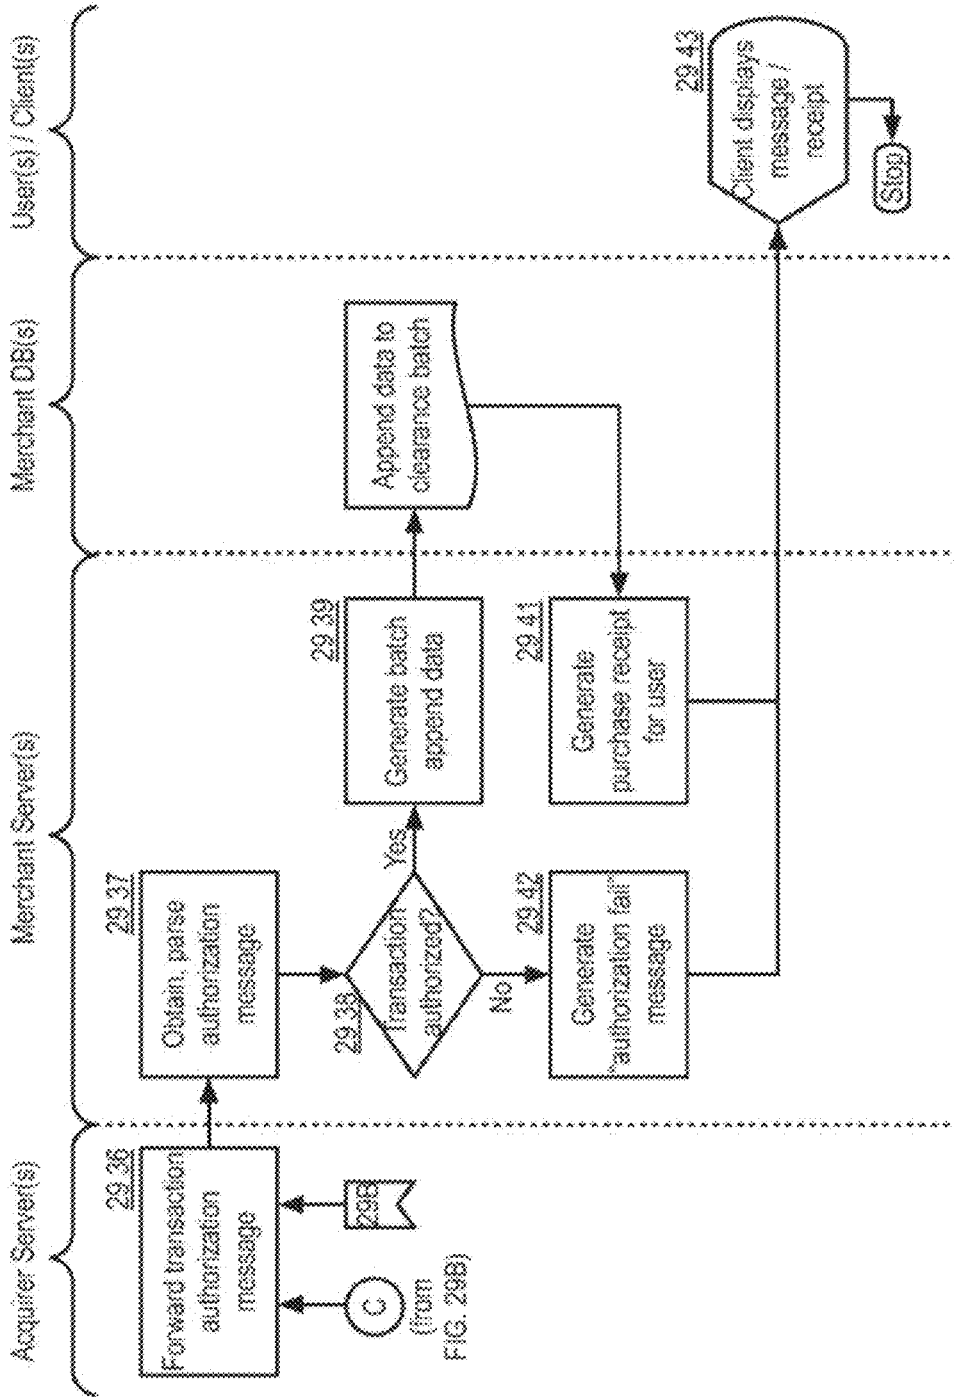 Acquirer Server(s)
Merchant Server(s)
Merchant DB(s)
User(s) / Client(s)
29.36
Forward transaction
authorization
message
C
(from
FIG. 29B)
29B
29.37
Obtain, parse
authorization
message
29.38
Transaction
authorized?
Yes
No
29.39
Generate batch
append data
Append data to
clearance batch
29.42
Generate
"authorization fail"
message
29.41
Generate
purchase receipt
for user
29.43
Client displays
message /
receipt
Stop